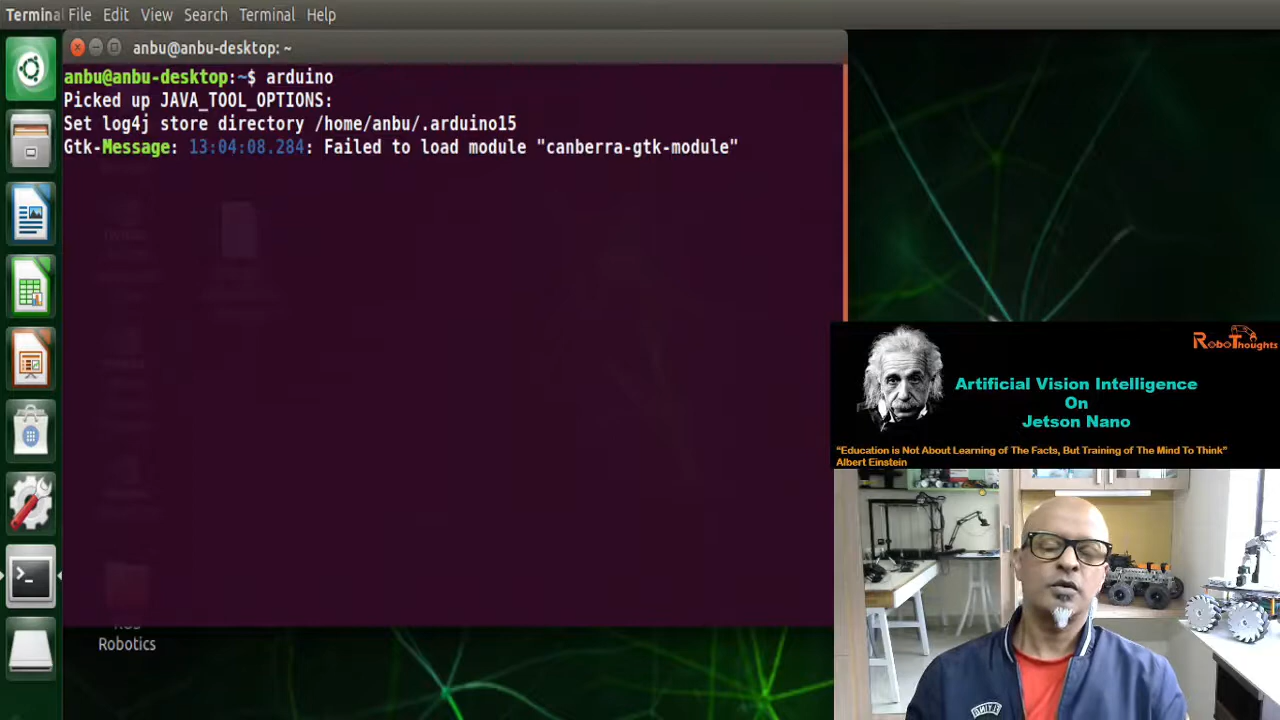 Terminal File Edit View Search Terminal Help
anbu@anbu-desktop: ~
anbu@anbu-desktop:~$ arduino
Picked up JAVA_TOOL_OPTIONS:
Set log4j store directory /home/anbu/.arduino15
Gtk-Message: 13:04:08.284: Failed to load module "canberra-gtk-module"
RoboThoughts
Artificial Vision Intelligence
On
Jetson Nano
“Education is Not About Learning of The Facts, But Training of The Mind To Think”
Albert Einstein
Robotics